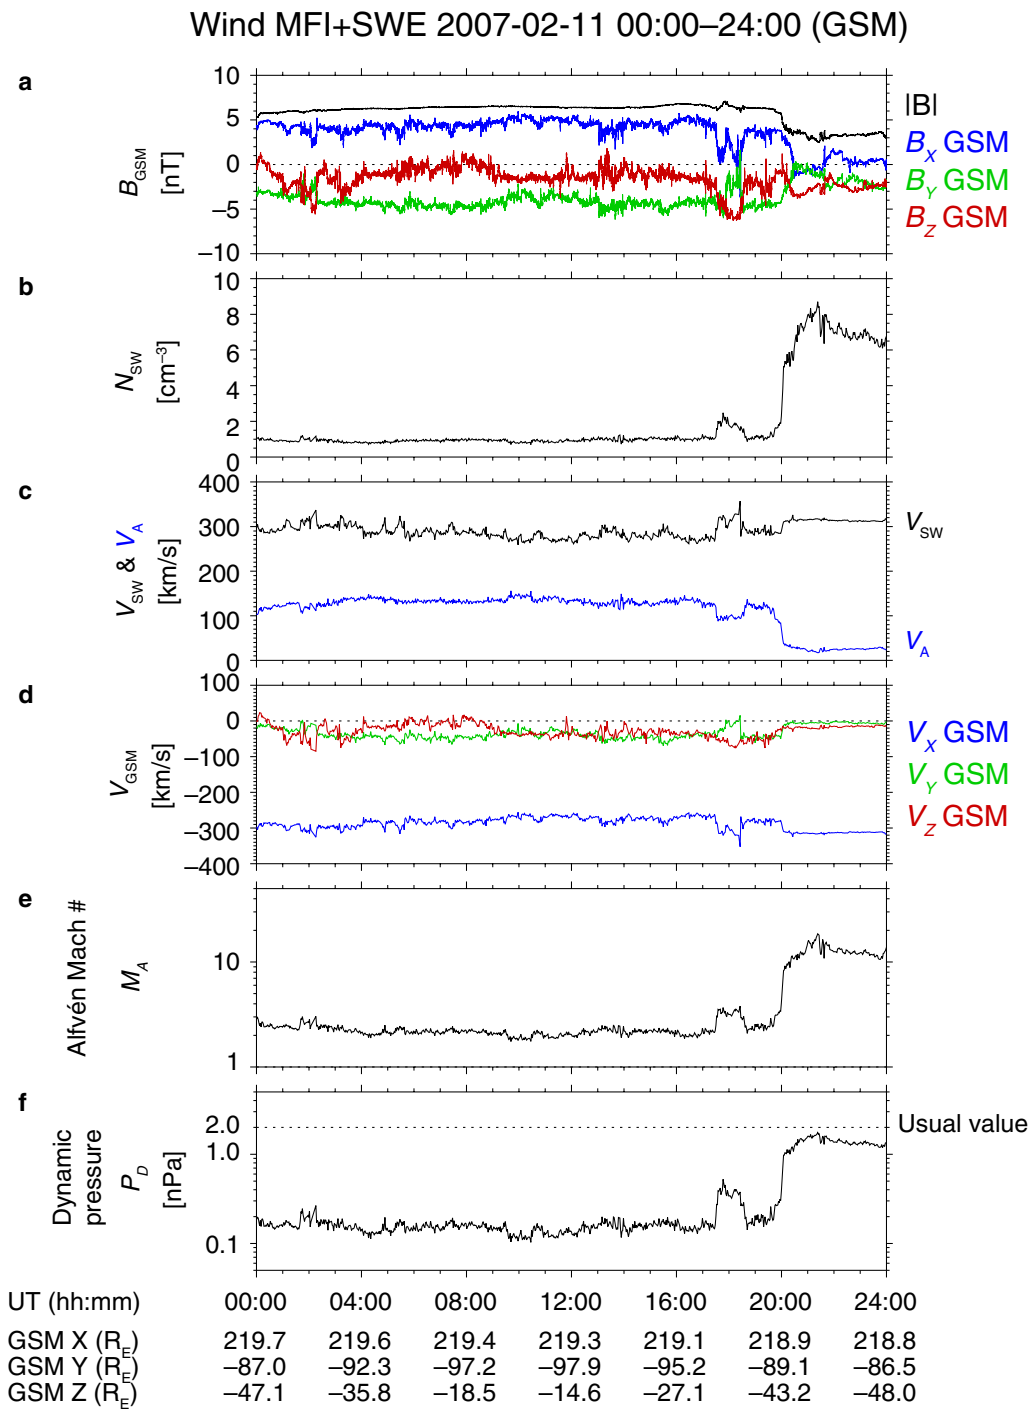 Wind MFI+SWE 2007-02-11 00:00–24:00 (GSM)
a
10
5
0
−5
−10
B_GSM
[nT]
|B|
B_X GSM
B_Y GSM
B_Z GSM
b
10
8
6
4
2
0
N_SW
[cm⁻³]
c
400
300
200
100
0
V_SW & V_A
[km/s]
V_SW
V_A
d
100
0
−100
−200
−300
−400
V_GSM
[km/s]
V_X GSM
V_Y GSM
V_Z GSM
e
10
1
Alfvén Mach #
M_A
f
2.0
1.0
0.1
Dynamic
pressure
P_D
[nPa]
Usual value
UT (hh:mm) 00:00 04:00 08:00 12:00 16:00 20:00 24:00
GSM X (R_E) 219.7 219.6 219.4 219.3 219.1 218.9 218.8
GSM Y (R_E) −87.0 −92.3 −97.2 −97.9 −95.2 −89.1 −86.5
GSM Z (R_E) −47.1 −35.8 −18.5 −14.6 −27.1 −43.2 −48.0